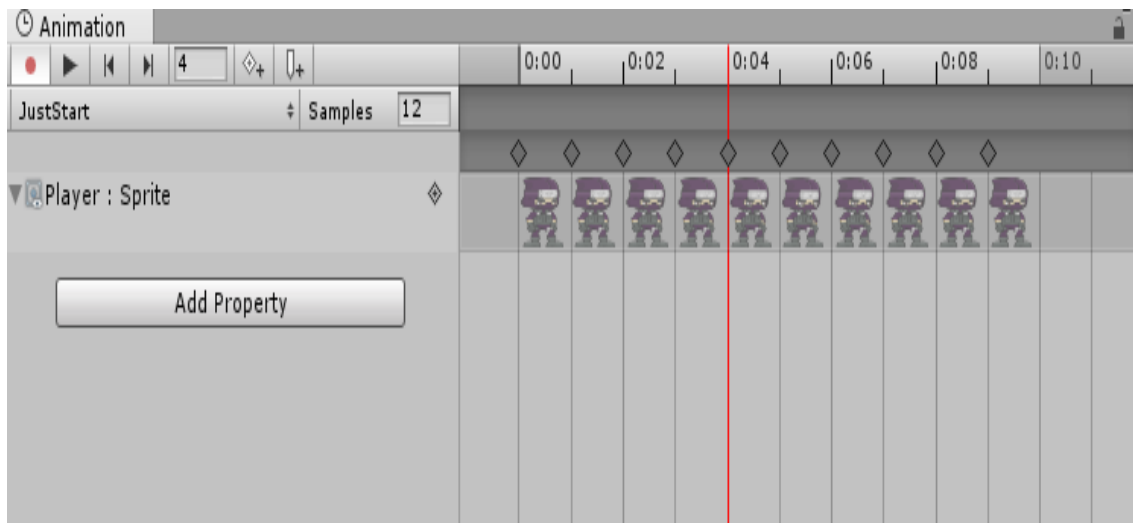 Animation
4
0:00 0:02 0:04 0:06 0:08 0:10
JustStart Samples 12
Player : Sprite
Add Property